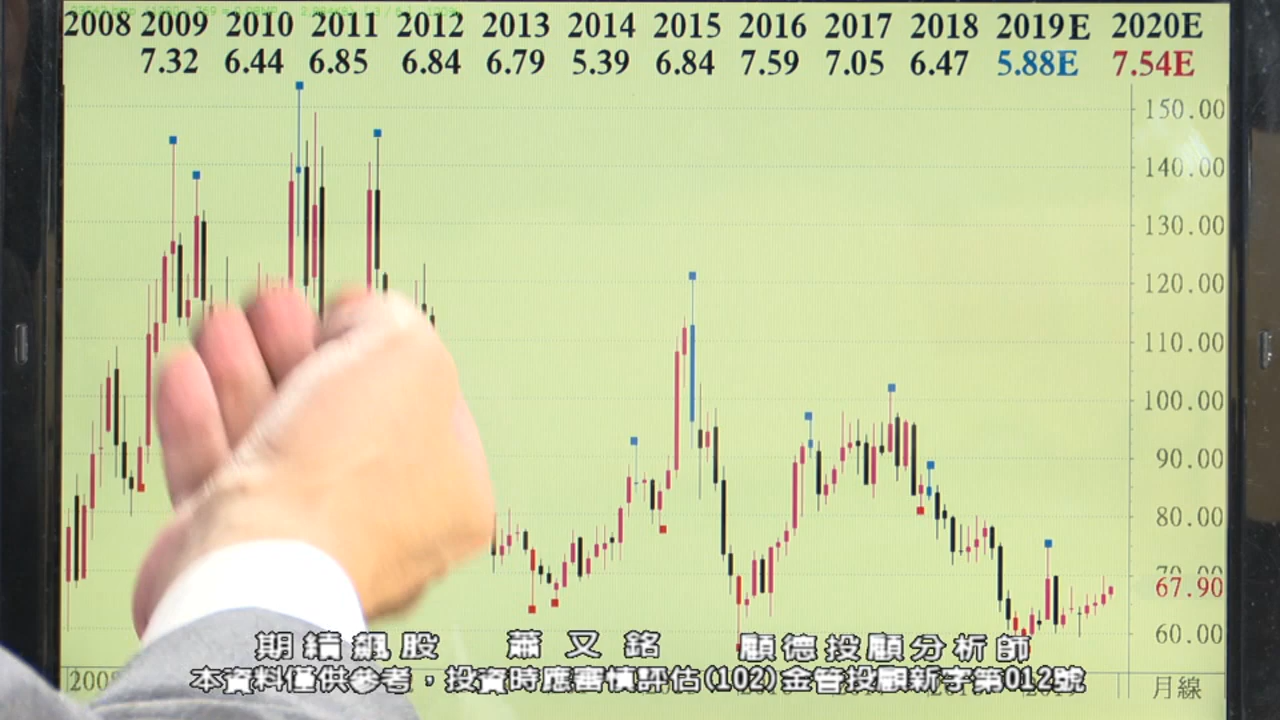 2008 2009 2010 2011 2012 2013 2014 2015 2016 2017 2018 2019E 2020E
7.32 6.44 6.85 6.84 6.79 5.39 6.84 7.59 7.05 6.47 5.88E 7.54E
150.00
140.00
130.00
120.00
110.00
100.00
90.00
80.00
67.90
60.00
期續飆股 蕭又銘 顧德投顧分析師
本資料僅供參考，投資時應審慎評估(102)金管投顧新字第012號
2008 月線